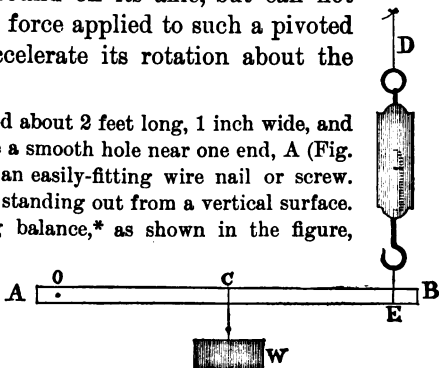 force applied to such a pivoted
celerate its rotation about the
d about 2 feet long, 1 inch wide, and
a smooth hole near one end, A (Fig.
an easily-fitting wire nail or screw.
standing out from a vertical surface.
balance,* as shown in the figure,
D
A
O
C
B
E
W